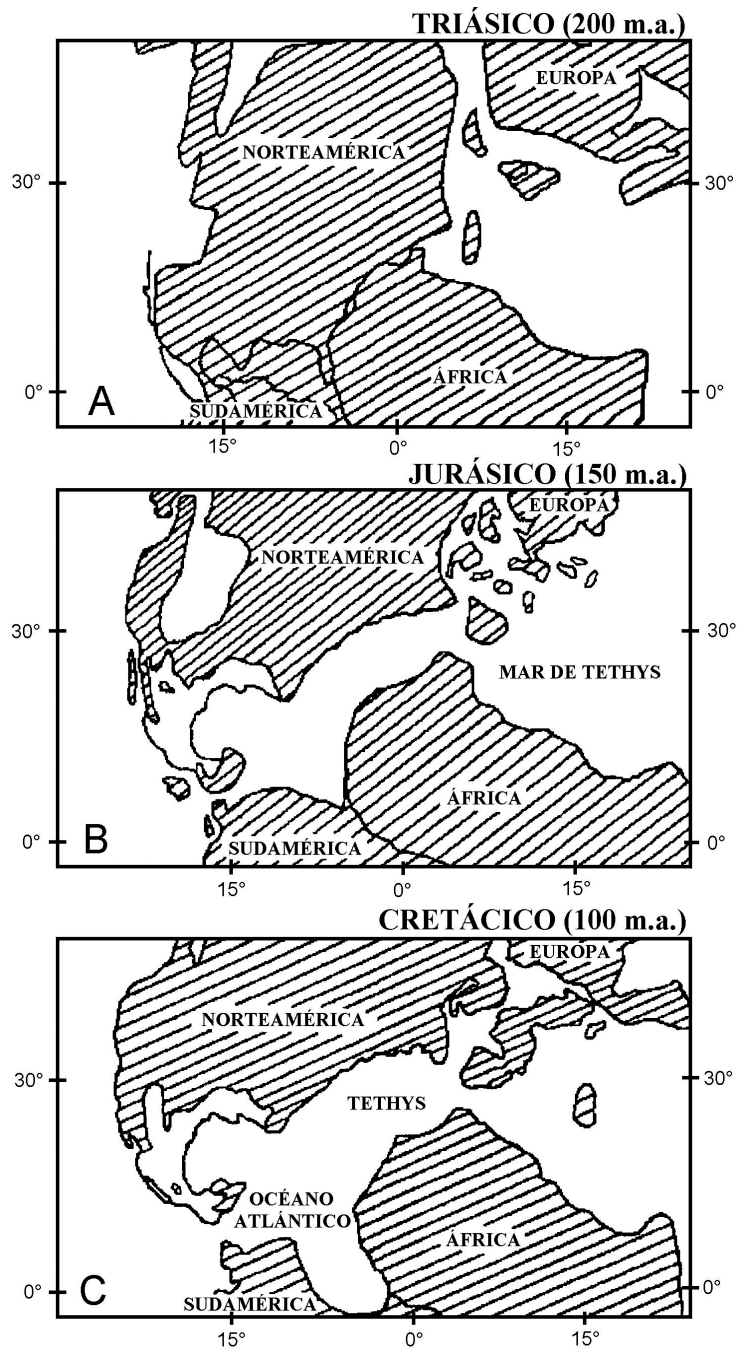 TRIÁSICO (200 m.a.)
EUROPA
NORTEAMÉRICA
30°
30°
ÁFRICA
0°
0°
A
SUDAMÉRICA
15°
0°
15°
JURÁSICO (150 m.a.)
EUROPA
NORTEAMÉRICA
30°
30°
MAR DE TETHYS
ÁFRICA
0°
0°
B
SUDAMÉRICA
15°
0°
15°
CRETÁCICO (100 m.a.)
EUROPA
NORTEAMÉRICA
30°
30°
TETHYS
OCÉANO
ATLÁNTICO
ÁFRICA
0°
0°
C
SUDAMÉRICA
15°
0°
15°